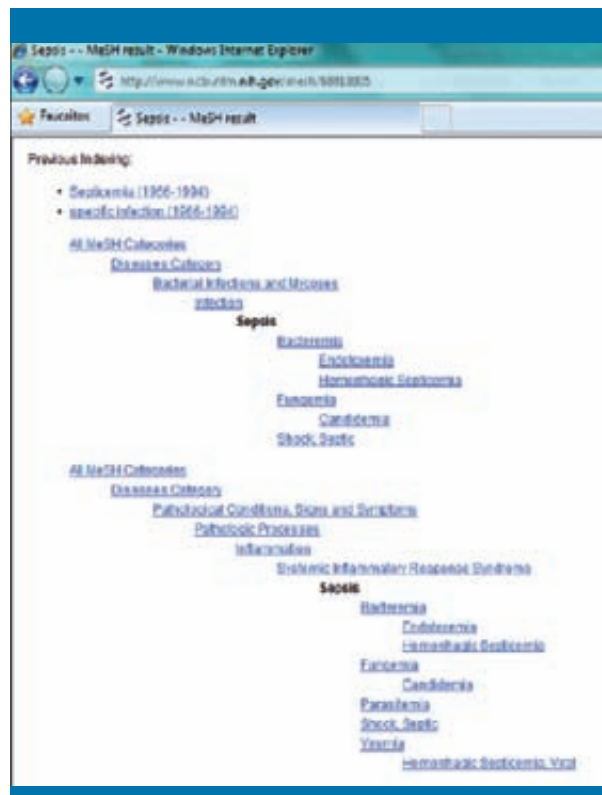 Sepsis - - MeSH result - Windows Internet Explorer
Favorites Sepsis - - MeSH result
Previous Indexing:
• Septicemia (1966-1994)
• specific infection (1966-1994)
All MeSH Categories
Diseases Category
Bacterial Infections and Mycoses
Infection
Sepsis
Bacteremia
Endotoxemia
Hemorrhagic Septicemia
Fungemia
Candidemia
Shock, Septic
All MeSH Categories
Diseases Category
Pathological Conditions, Signs and Symptoms
Pathologic Processes
Inflammation
Systemic Inflammatory Response Syndrome
Sepsis
Bacteremia
Endotoxemia
Hemorrhagic Septicemia
Fungemia
Candidemia
Parasitemia
Shock, Septic
Viremia
Hemorrhagic Septicemia, Viral